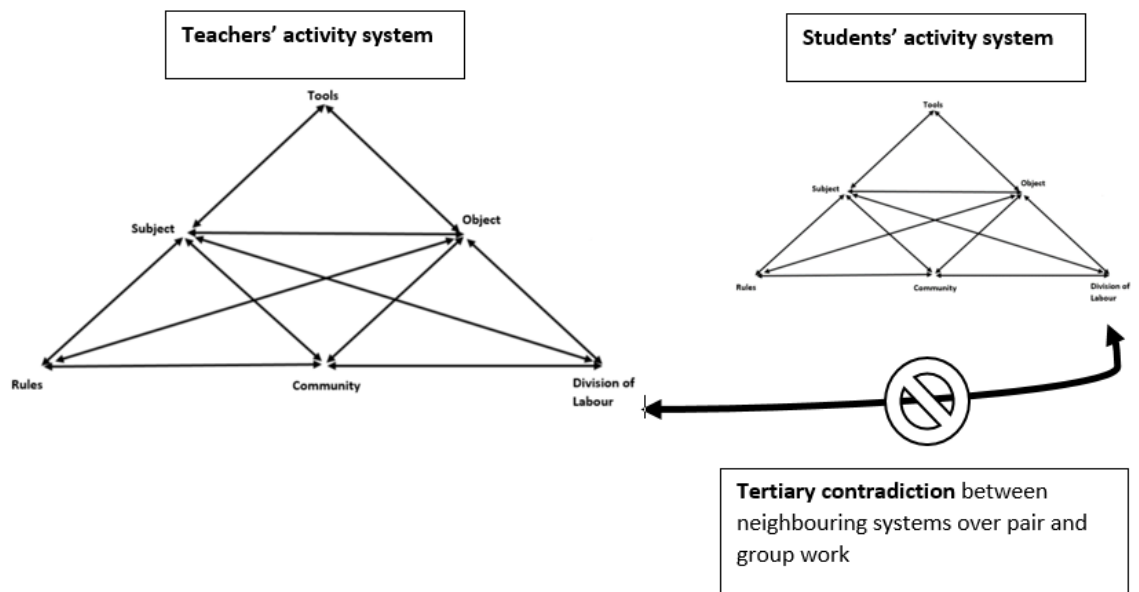 Teachers’ activity system
Students’ activity system
Tools
Subject
Object
Rules
Community
Division of
Labour
Tools
Subject
Object
Rules
Community
Division of
Labour
Tertiary contradiction between
neighbouring systems over pair and
group work